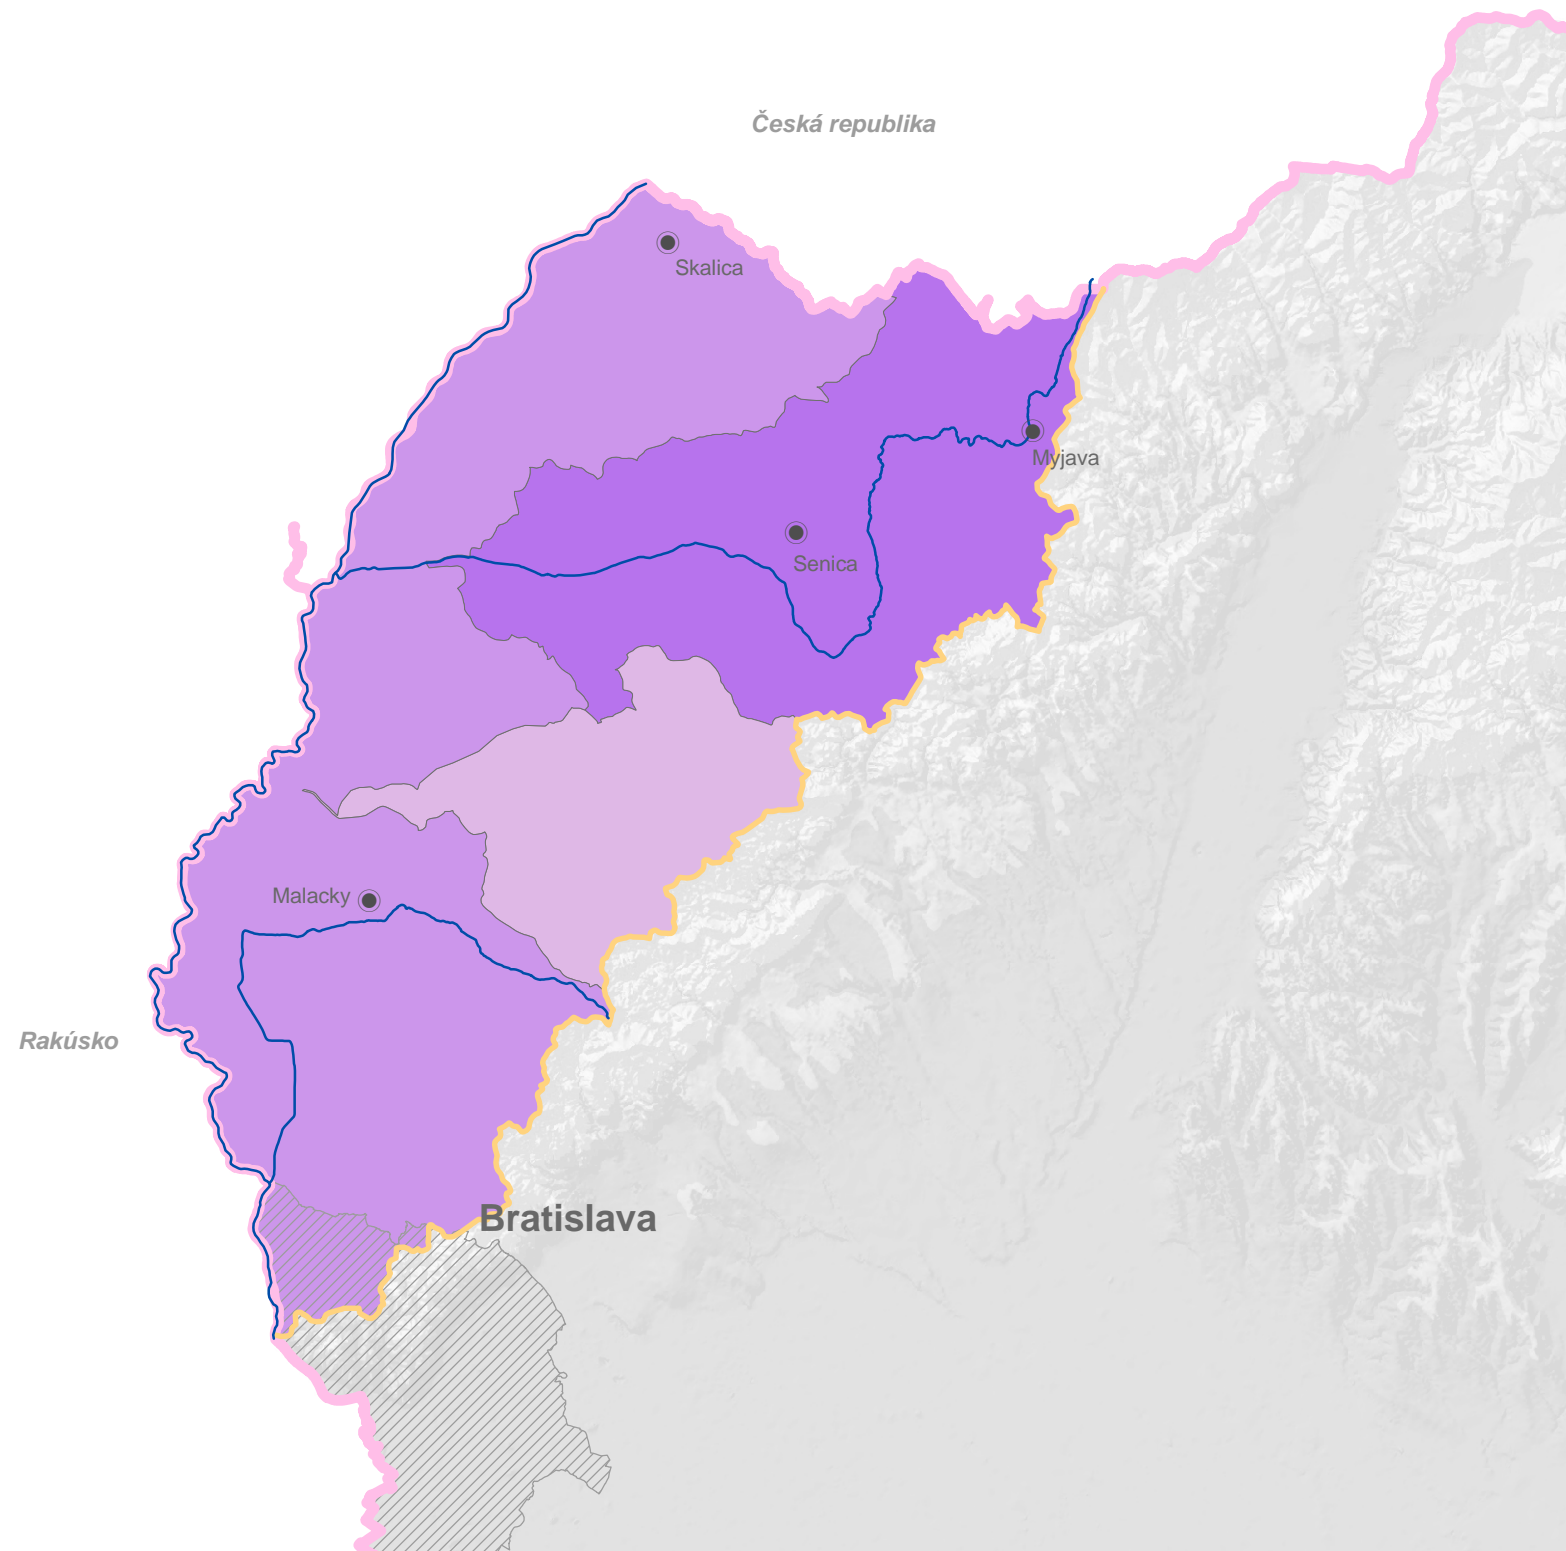 Česká republika
Skalica
Myjava
Senica
Malacky
Rakúsko
Bratislava